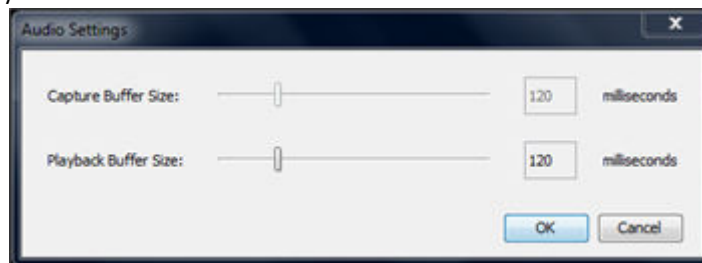 Audio Settings
x
Capture Buffer Size: 120 milliseconds
Playback Buffer Size: 120 milliseconds
OK Cancel